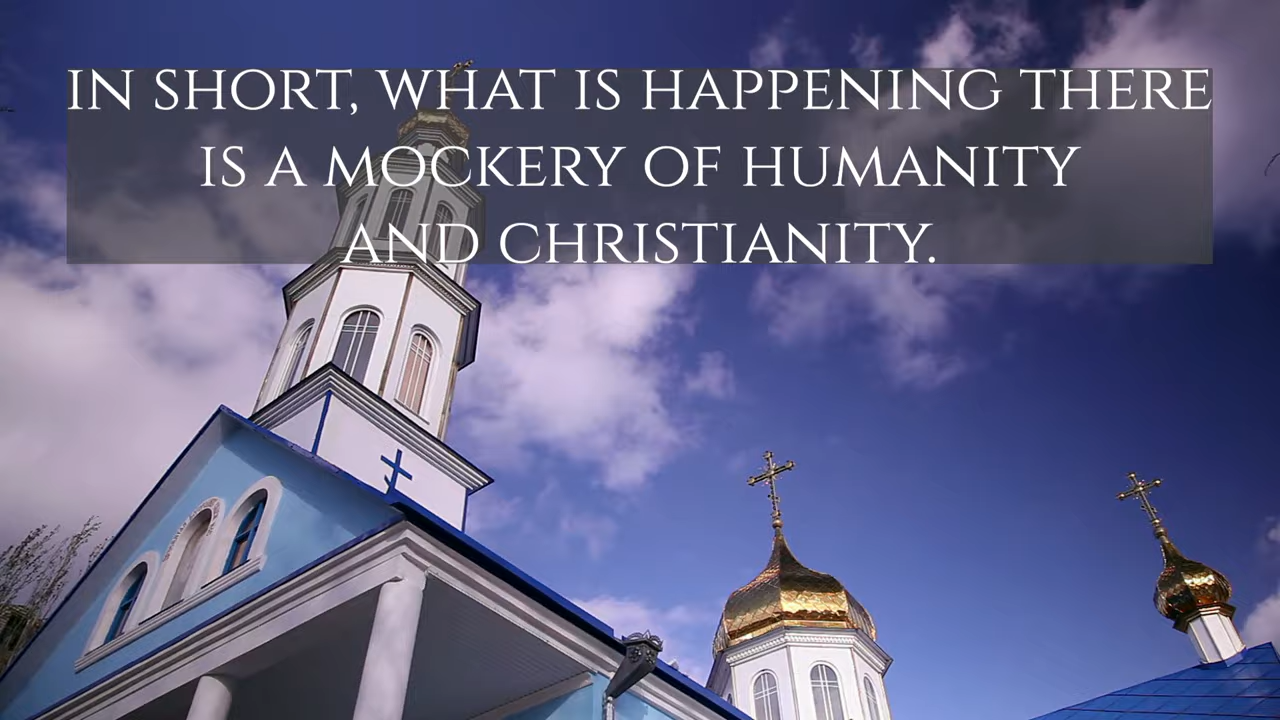 IN SHORT, WHAT IS HAPPENING THERE
IS A MOCKERY OF HUMANITY
AND CHRISTIANITY.